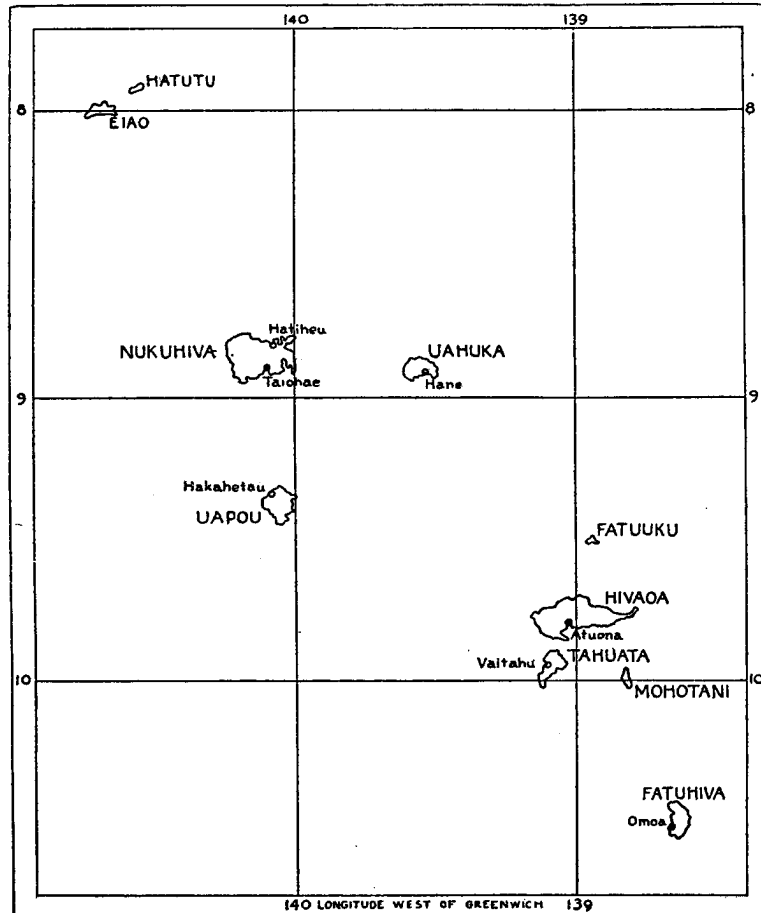 140 139
HATUTU
8 8
EIAO
Hatiheu
NUKUHIVA
UAHUKA
Taiohae
Hane
9 9
Hakahetau
UAPOU
FATUUKU
HIVAOA
Atuona
Vaitahu
TAHUATA
10 10
MOHOTANI
FATUHIVA
Omoa
140 LONGITUDE WEST OF GREENWICH 139